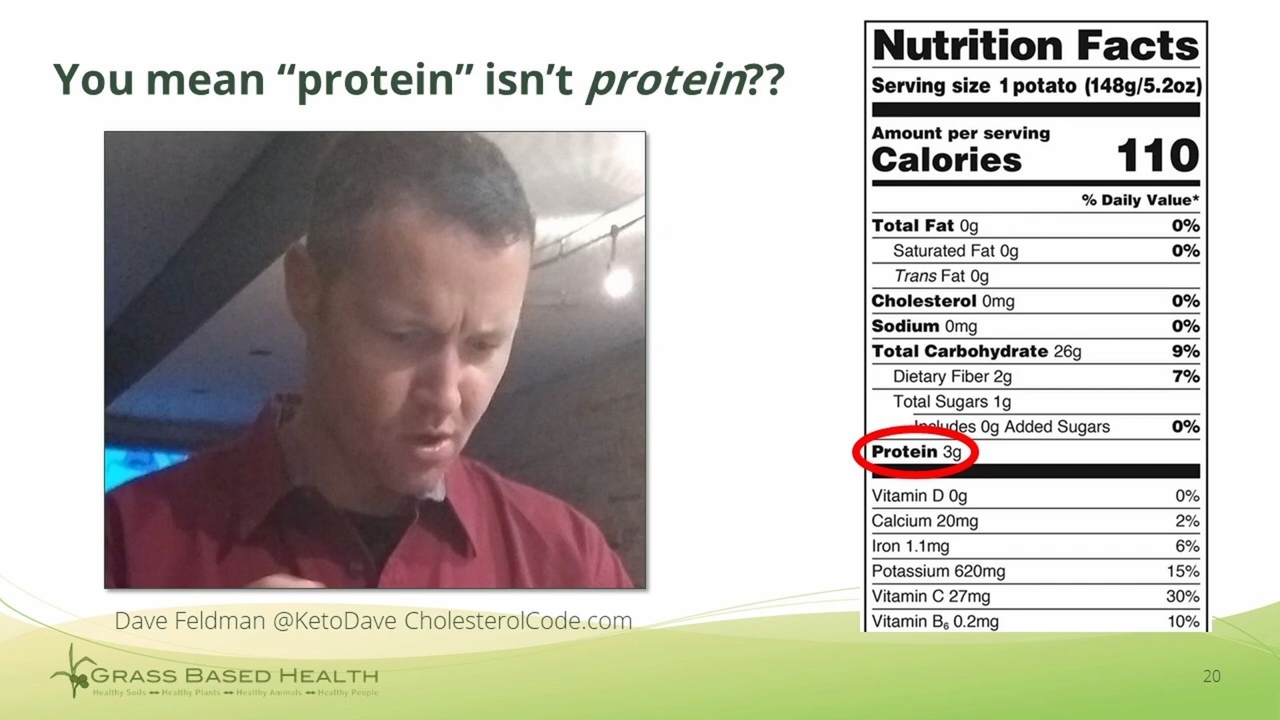 You mean “protein” isn’t protein??
Dave Feldman @KetoDave CholesterolCode.com
Nutrition Facts
Serving size 1 potato (148g/5.2oz)
Amount per serving
Calories 110
% Daily Value*
Total Fat 0g 0%
Saturated Fat 0g 0%
Trans Fat 0g
Cholesterol 0mg 0%
Sodium 0mg 0%
Total Carbohydrate 26g 9%
Dietary Fiber 2g 7%
Total Sugars 1g
Includes 0g Added Sugars 0%
Protein 3g
Vitamin D 0g 0%
Calcium 20mg 2%
Iron 1.1mg 6%
Potassium 620mg 15%
Vitamin C 27mg 30%
Vitamin B₆ 0.2mg 10%
GRASS BASED HEALTH
Healthy Soils ➡ Healthy Plants ➡ Healthy Animals ➡ Healthy People
20